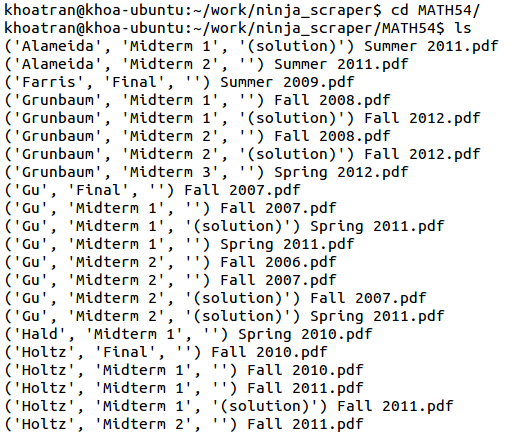 khoatran@khoa-ubuntu:~/work/ninja_scraper$ cd MATH54/
khoatran@khoa-ubuntu:~/work/ninja_scraper/MATH54$ ls
('Alameida', 'Midterm 1', '(solution)') Summer 2011.pdf
('Alameida', 'Midterm 2', '') Summer 2011.pdf
('Farris', 'Final', '') Summer 2009.pdf
('Grunbaum', 'Midterm 1', '') Fall 2008.pdf
('Grunbaum', 'Midterm 1', '(solution)') Fall 2012.pdf
('Grunbaum', 'Midterm 2', '') Fall 2008.pdf
('Grunbaum', 'Midterm 2', '(solution)') Fall 2012.pdf
('Grunbaum', 'Midterm 3', '') Spring 2012.pdf
('Gu', 'Final', '') Fall 2007.pdf
('Gu', 'Midterm 1', '') Fall 2007.pdf
('Gu', 'Midterm 1', '(solution)') Spring 2011.pdf
('Gu', 'Midterm 1', '') Spring 2011.pdf
('Gu', 'Midterm 2', '') Fall 2006.pdf
('Gu', 'Midterm 2', '') Fall 2007.pdf
('Gu', 'Midterm 2', '(solution)') Fall 2007.pdf
('Gu', 'Midterm 2', '(solution)') Spring 2011.pdf
('Hald', 'Midterm 1', '') Spring 2010.pdf
('Holtz', 'Final', '') Fall 2010.pdf
('Holtz', 'Midterm 1', '') Fall 2010.pdf
('Holtz', 'Midterm 1', '') Fall 2011.pdf
('Holtz', 'Midterm 1', '(solution)') Fall 2011.pdf
('Holtz', 'Midterm 2', '') Fall 2011.pdf